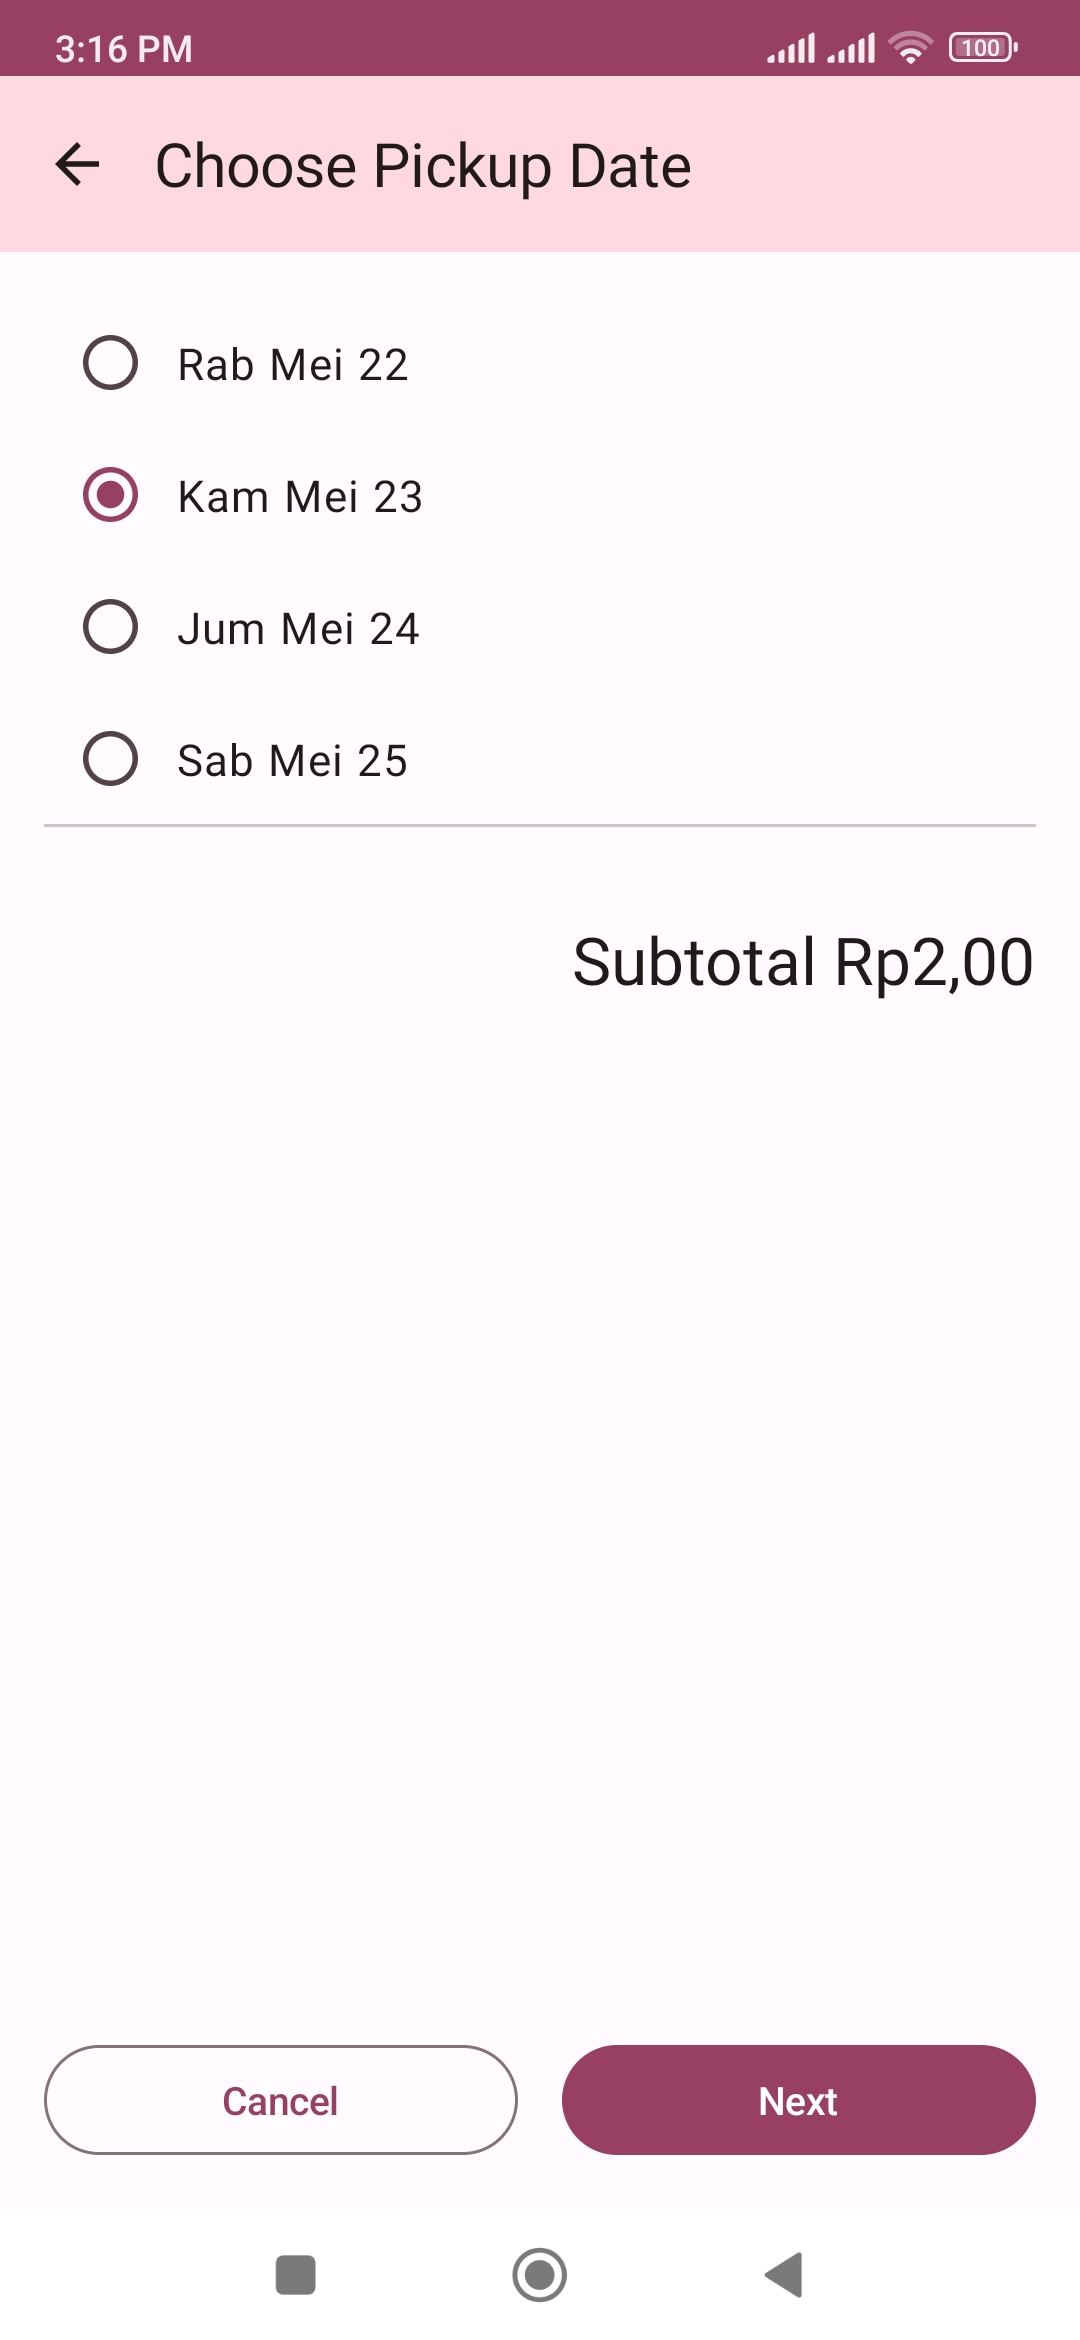 3:16 PM
100
Choose Pickup Date
Rab Mei 22
Kam Mei 23
Jum Mei 24
Sab Mei 25
Subtotal Rp2,00
Cancel
Next